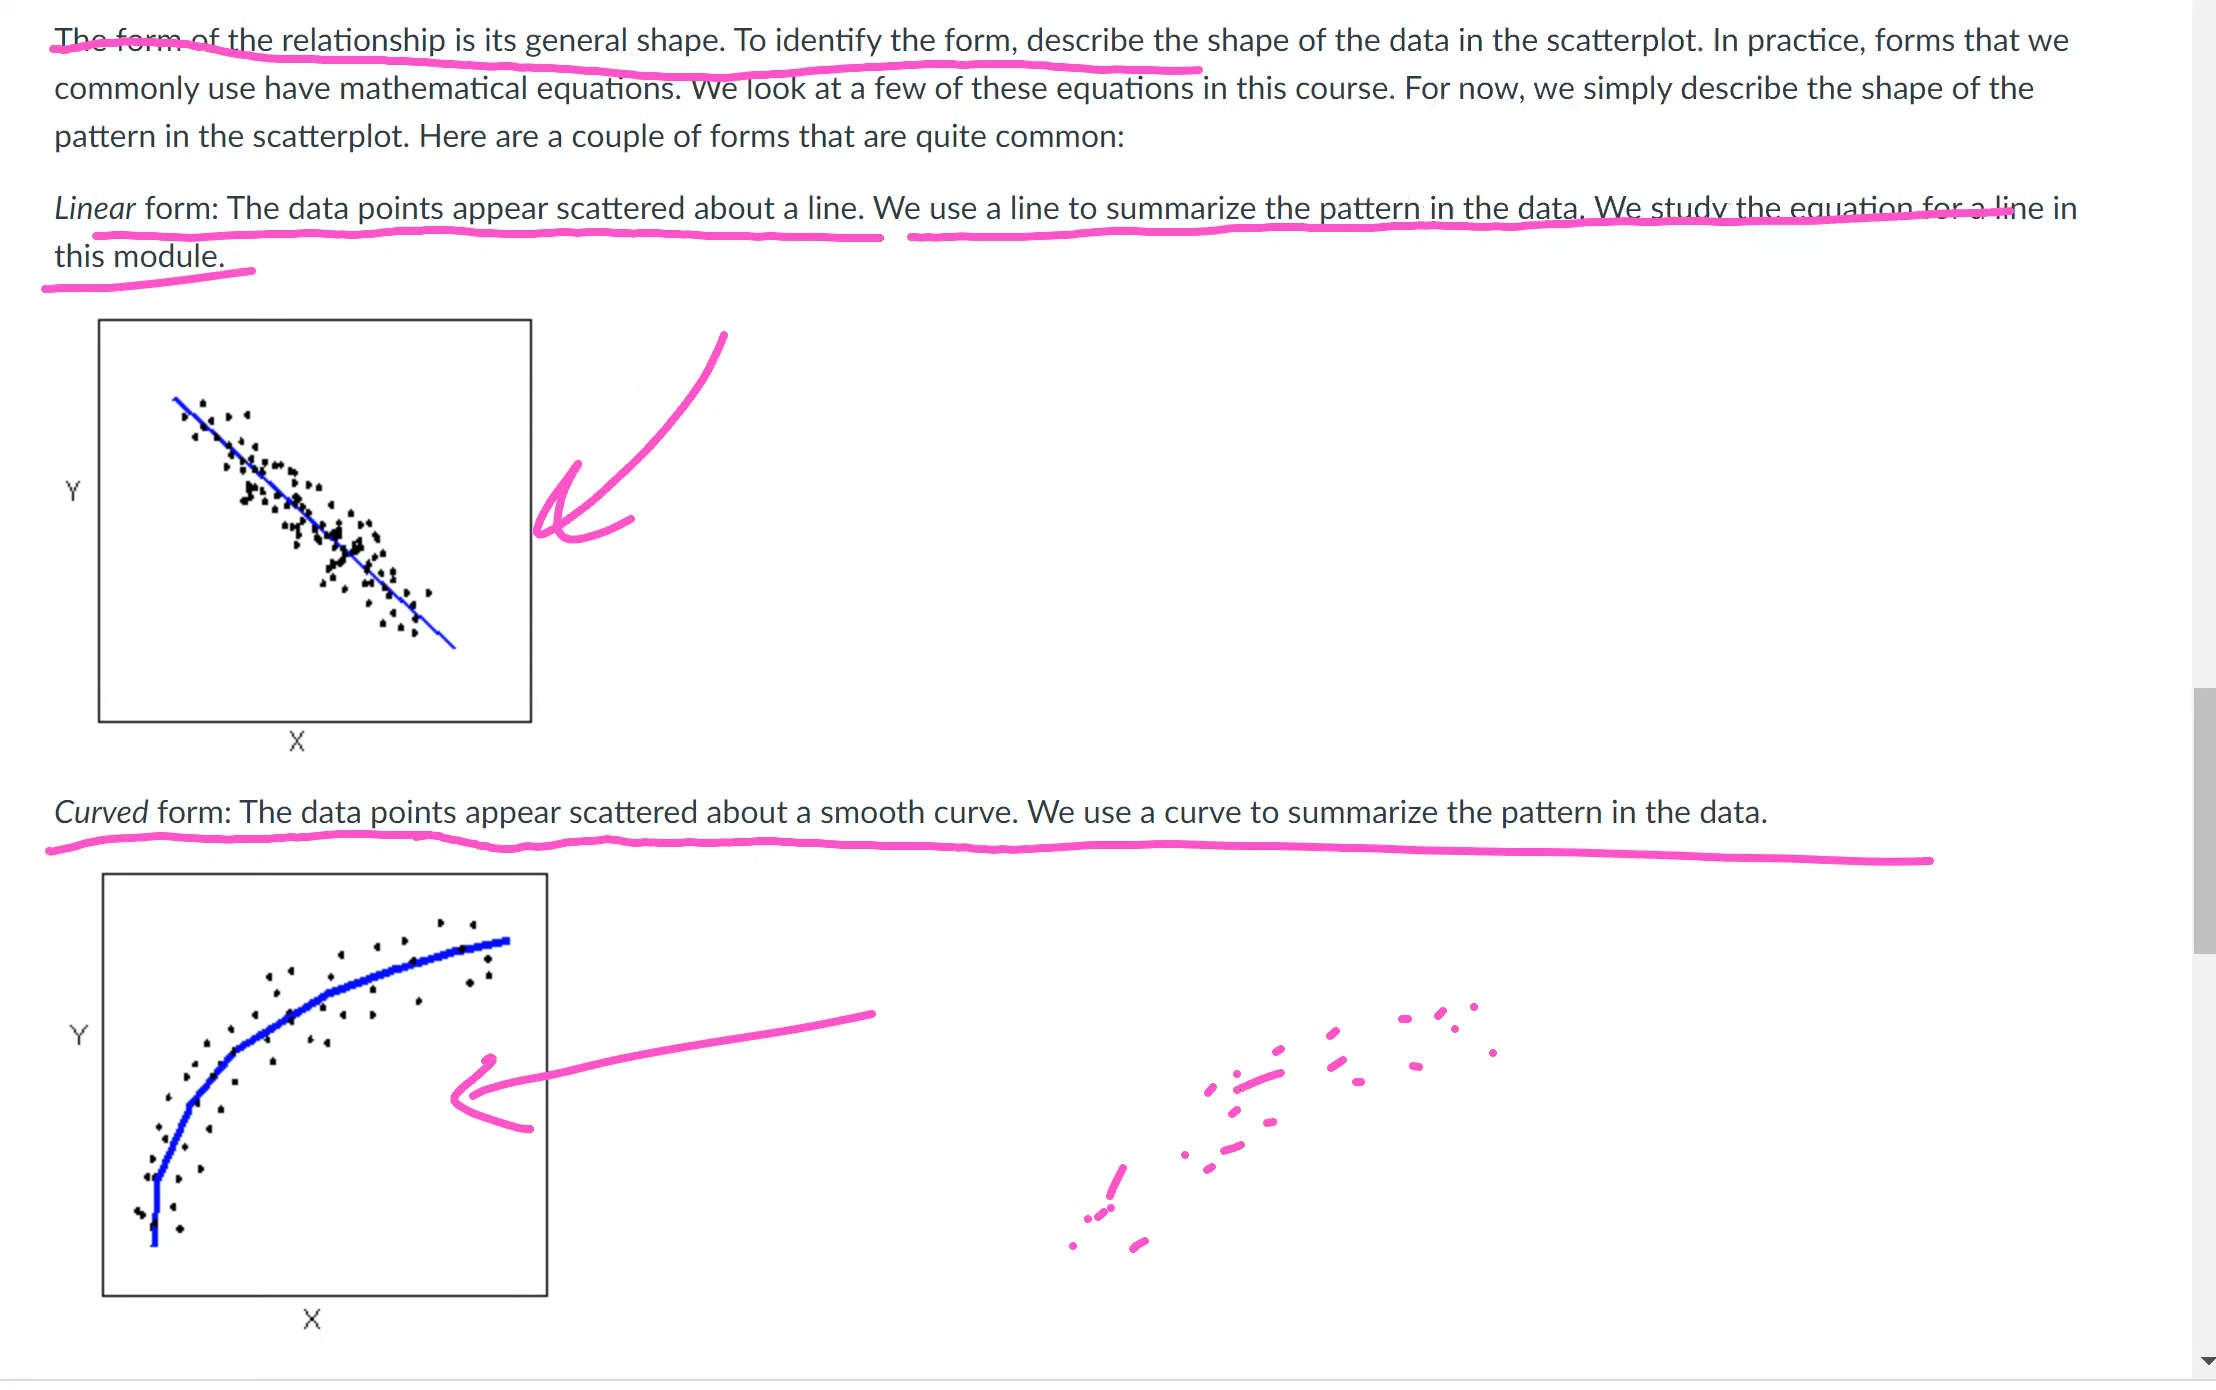 The form of the relationship is its general shape. To identify the form, describe the shape of the data in the scatterplot. In practice, forms that we
commonly use have mathematical equations. We look at a few of these equations in this course. For now, we simply describe the shape of the
pattern in the scatterplot. Here are a couple of forms that are quite common:
Linear form: The data points appear scattered about a line. We use a line to summarize the pattern in the data. We study the equation for a line in
this module.
Y
X
Curved form: The data points appear scattered about a smooth curve. We use a curve to summarize the pattern in the data.
Y
X